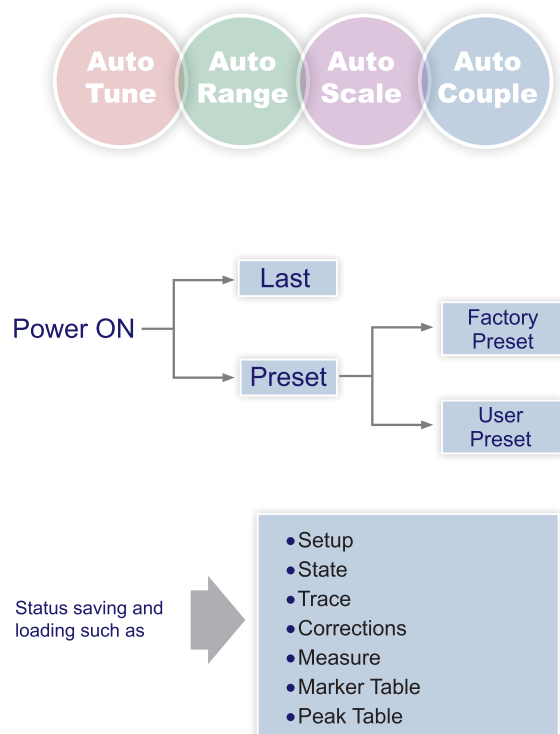 Auto Tune
Auto Range
Auto Scale
Auto Couple
Power ON
Last
Preset
Factory
Preset
User
Preset
Status saving and
loading such as
•Setup
•State
•Trace
•Corrections
•Measure
•Marker Table
•Peak Table